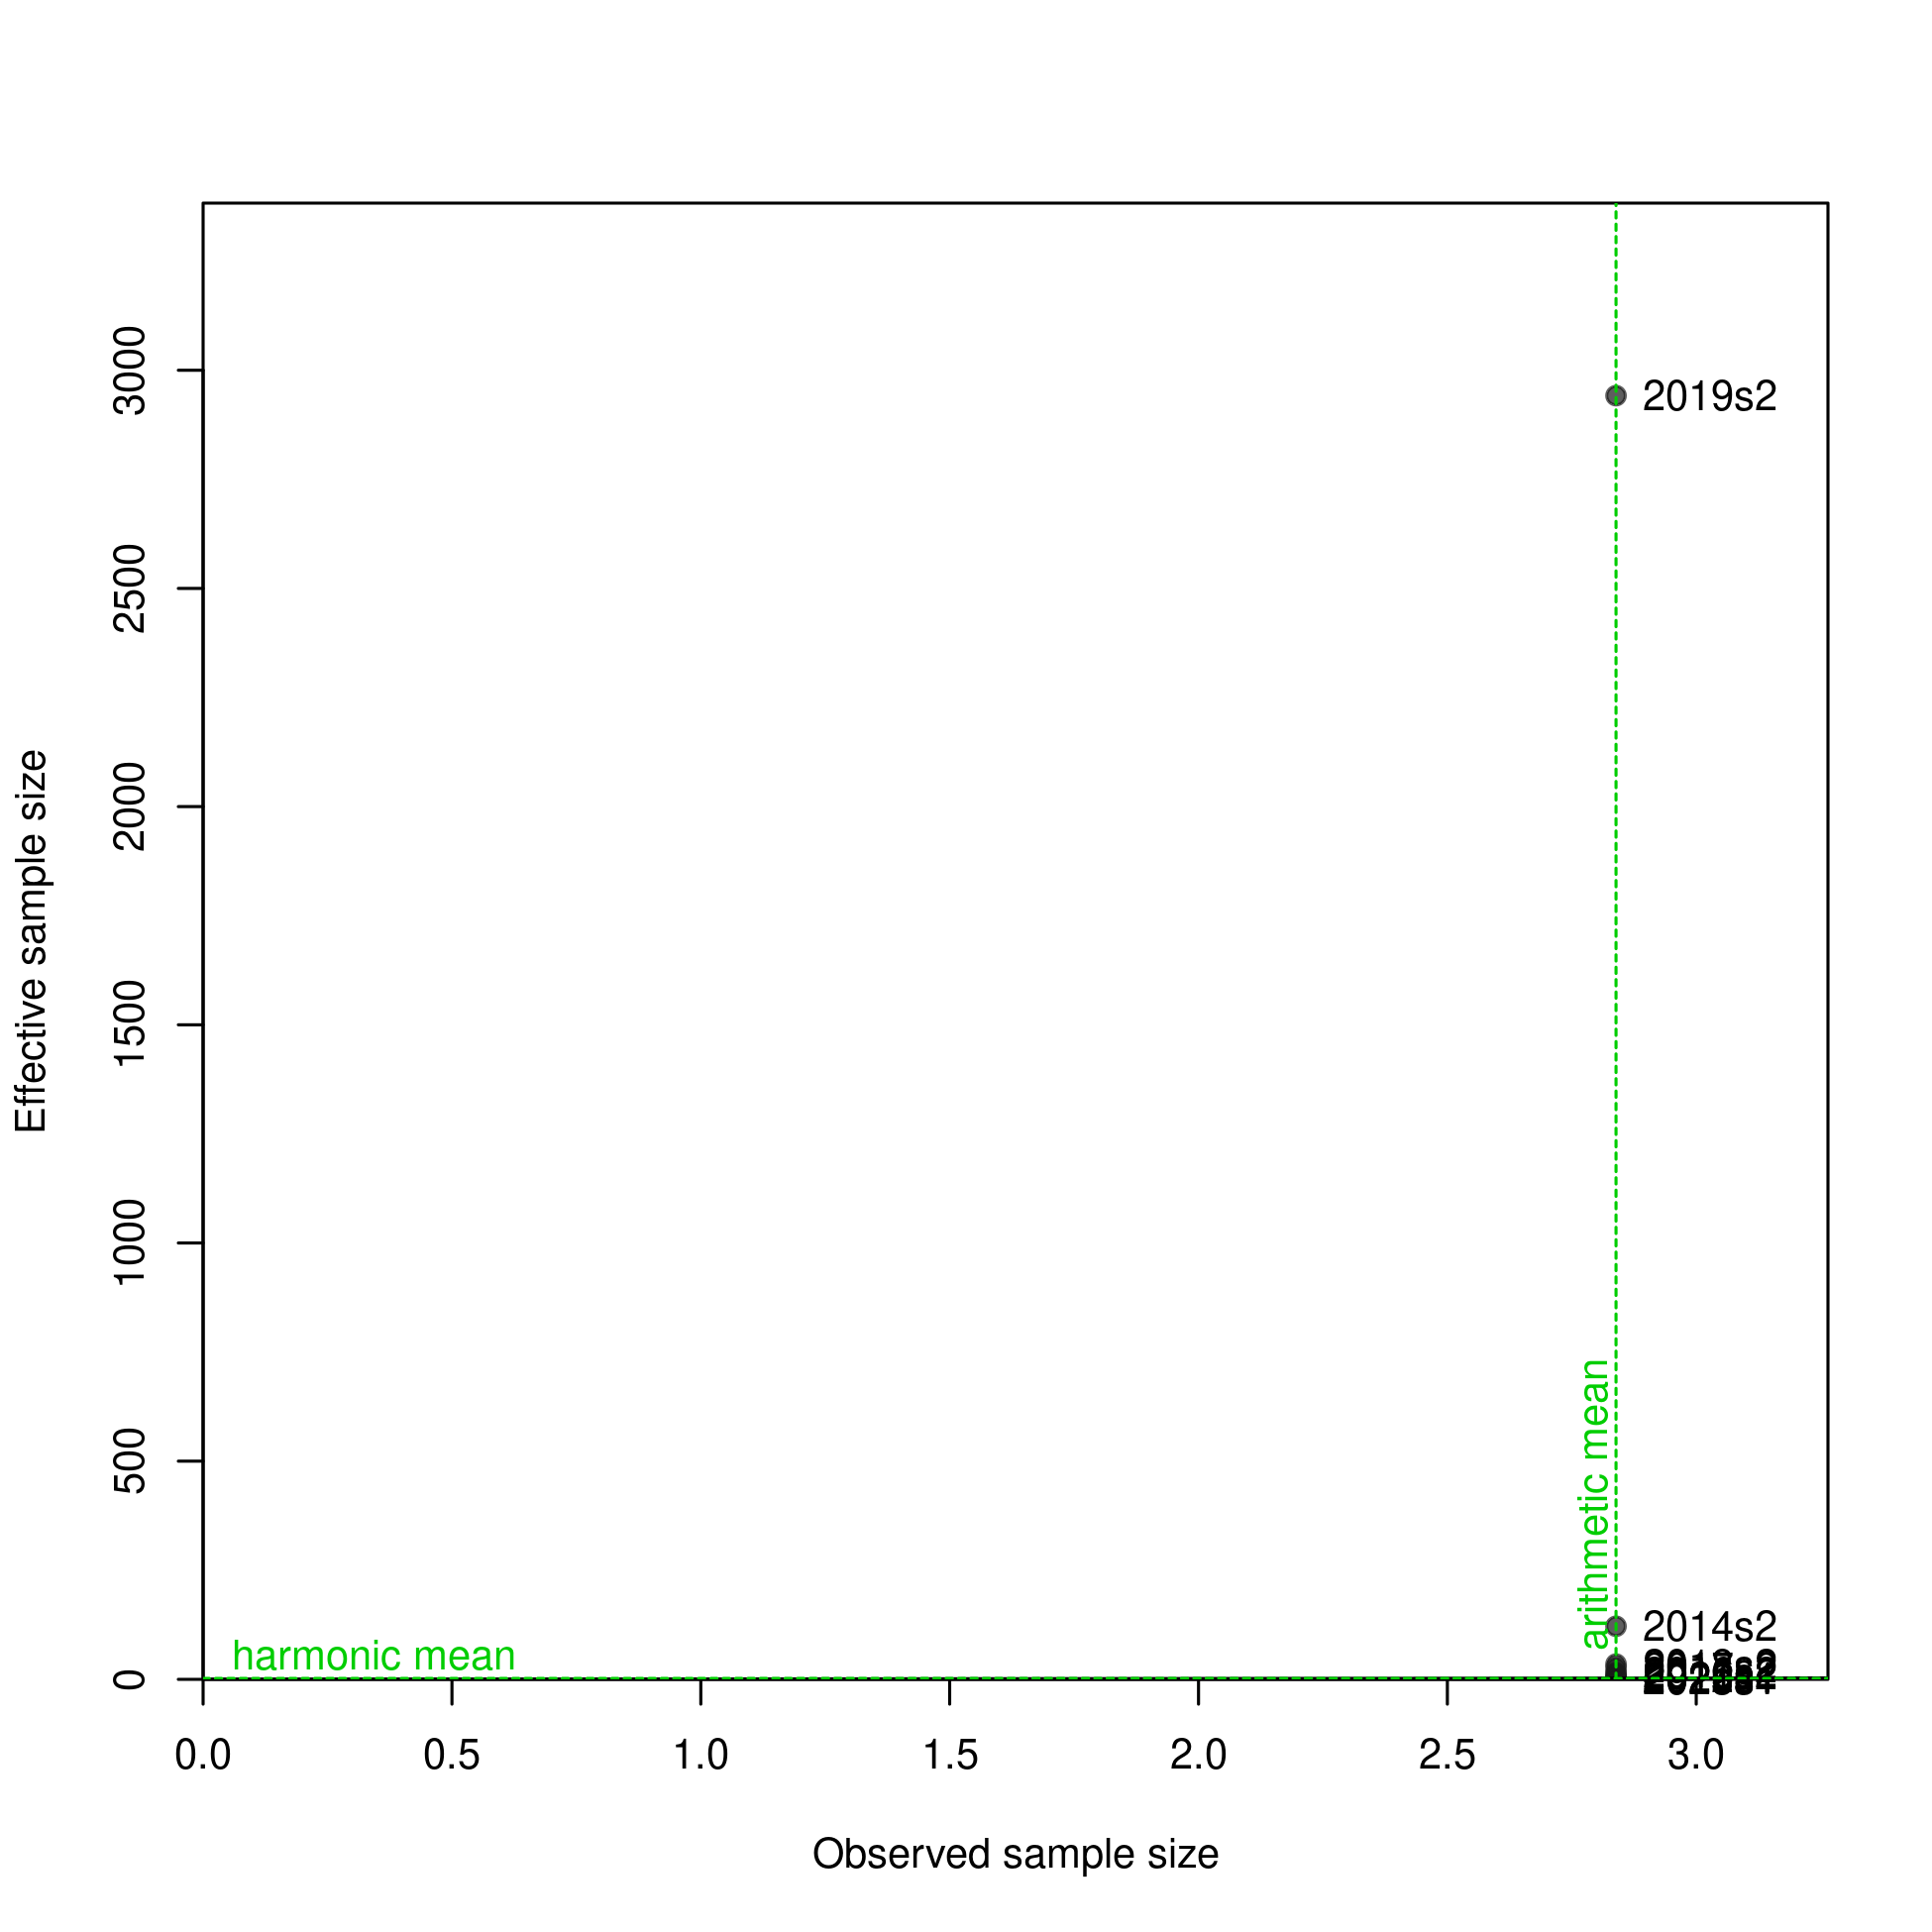 3000
2500
2000
1500
1000
500
0
Effective sample size
2019s2
arithmetic mean
2014s2
harmonic mean
0.0 0.5 1.0 1.5 2.0 2.5 3.0
Observed sample size